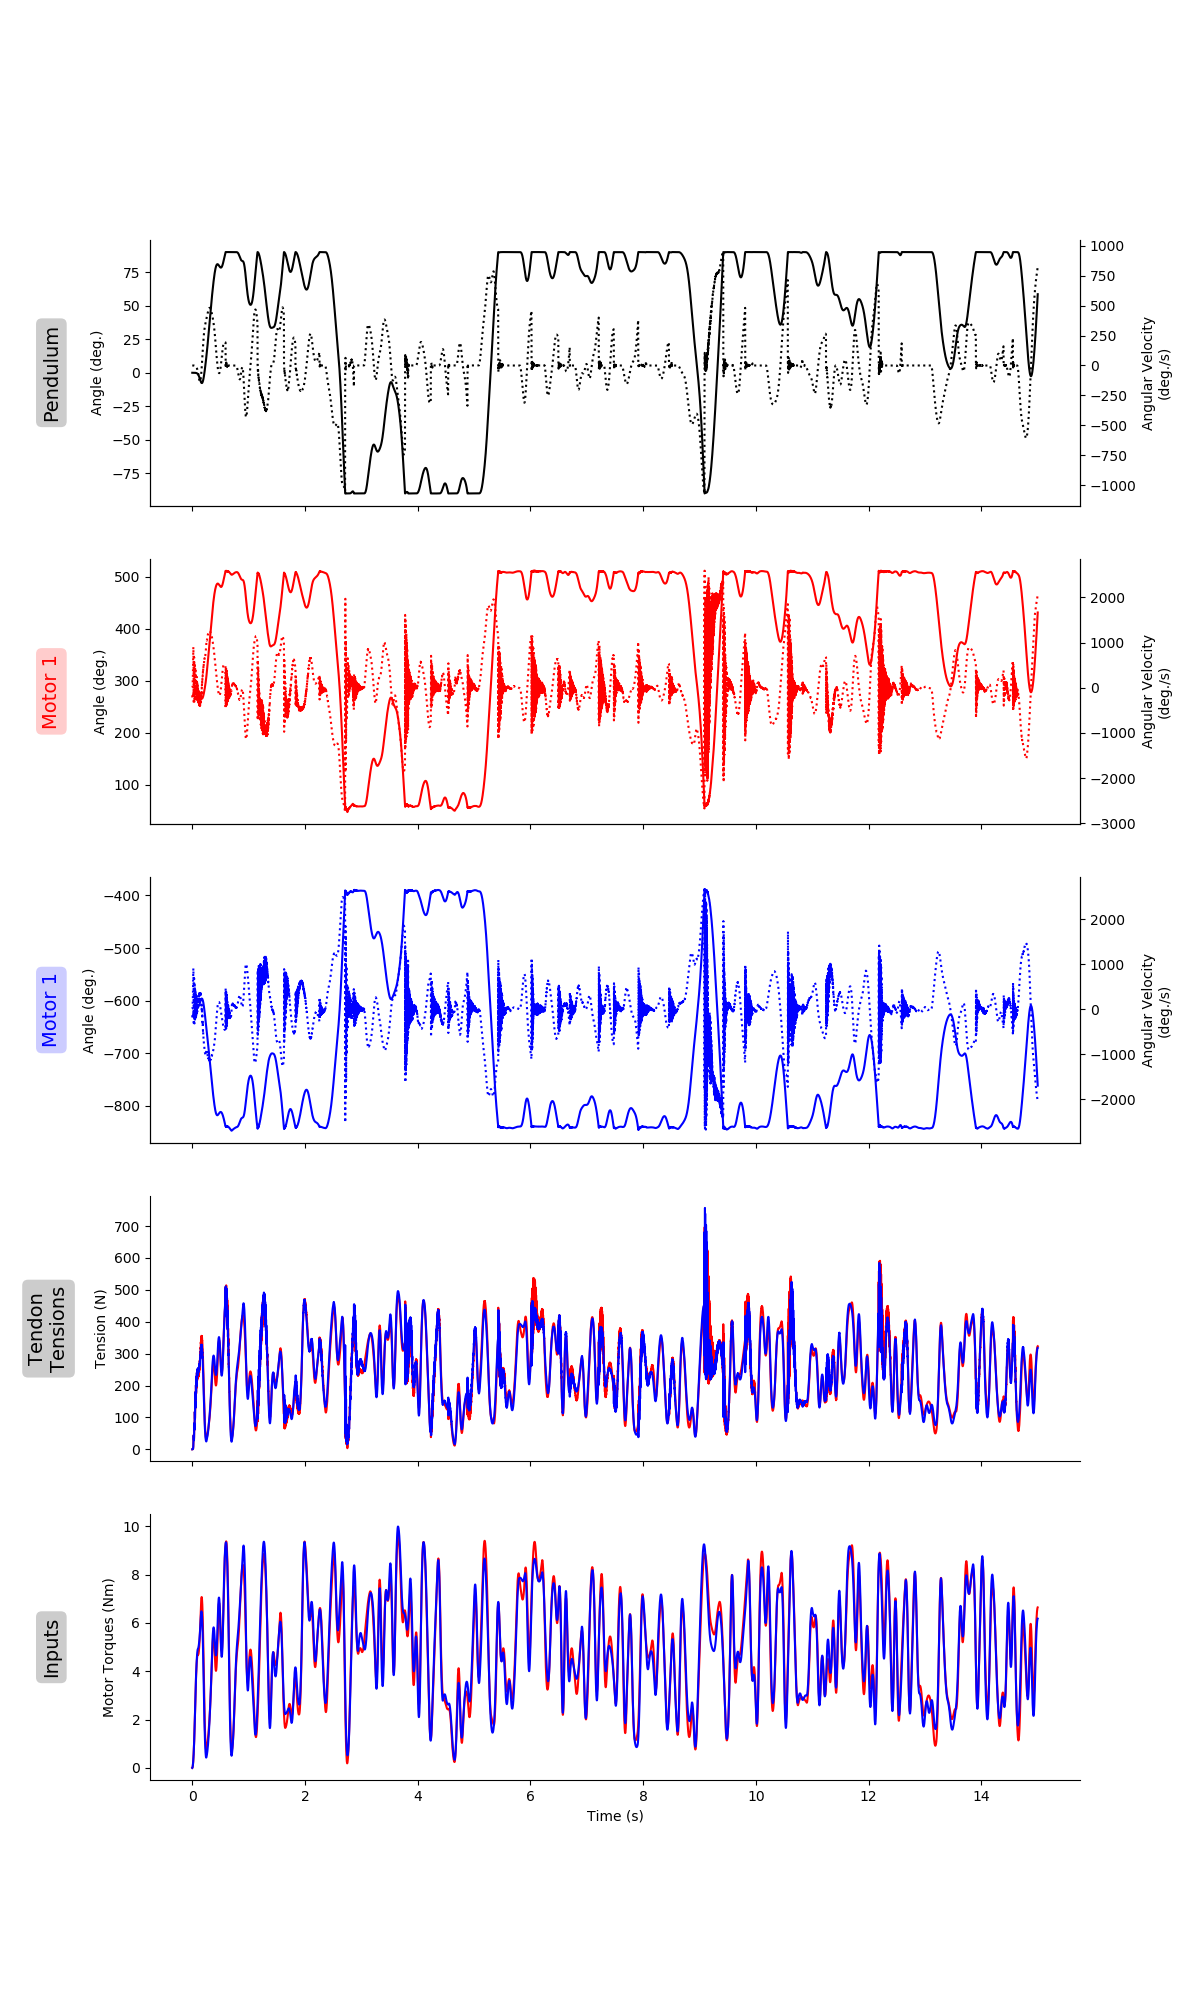 Pendulum
Angle (deg.)
75
50
25
0
−25
−50
−75
1000
750
500
250
0
−250
−500
−750
−1000
Angular Velocity
(deg./s)
Motor 1
Angle (deg.)
500
400
300
200
100
2000
1000
0
−1000
−2000
−3000
Angular Velocity
(deg./s)
Motor 1
Angle (deg.)
−400
−500
−600
−700
−800
2000
1000
0
−1000
−2000
Angular Velocity
(deg./s)
Tendon
Tensions
Tension (N)
700
600
500
400
300
200
100
0
Inputs
Motor Torques (Nm)
10
8
6
4
2
0
0 2 4 6 8 10 12 14
Time (s)